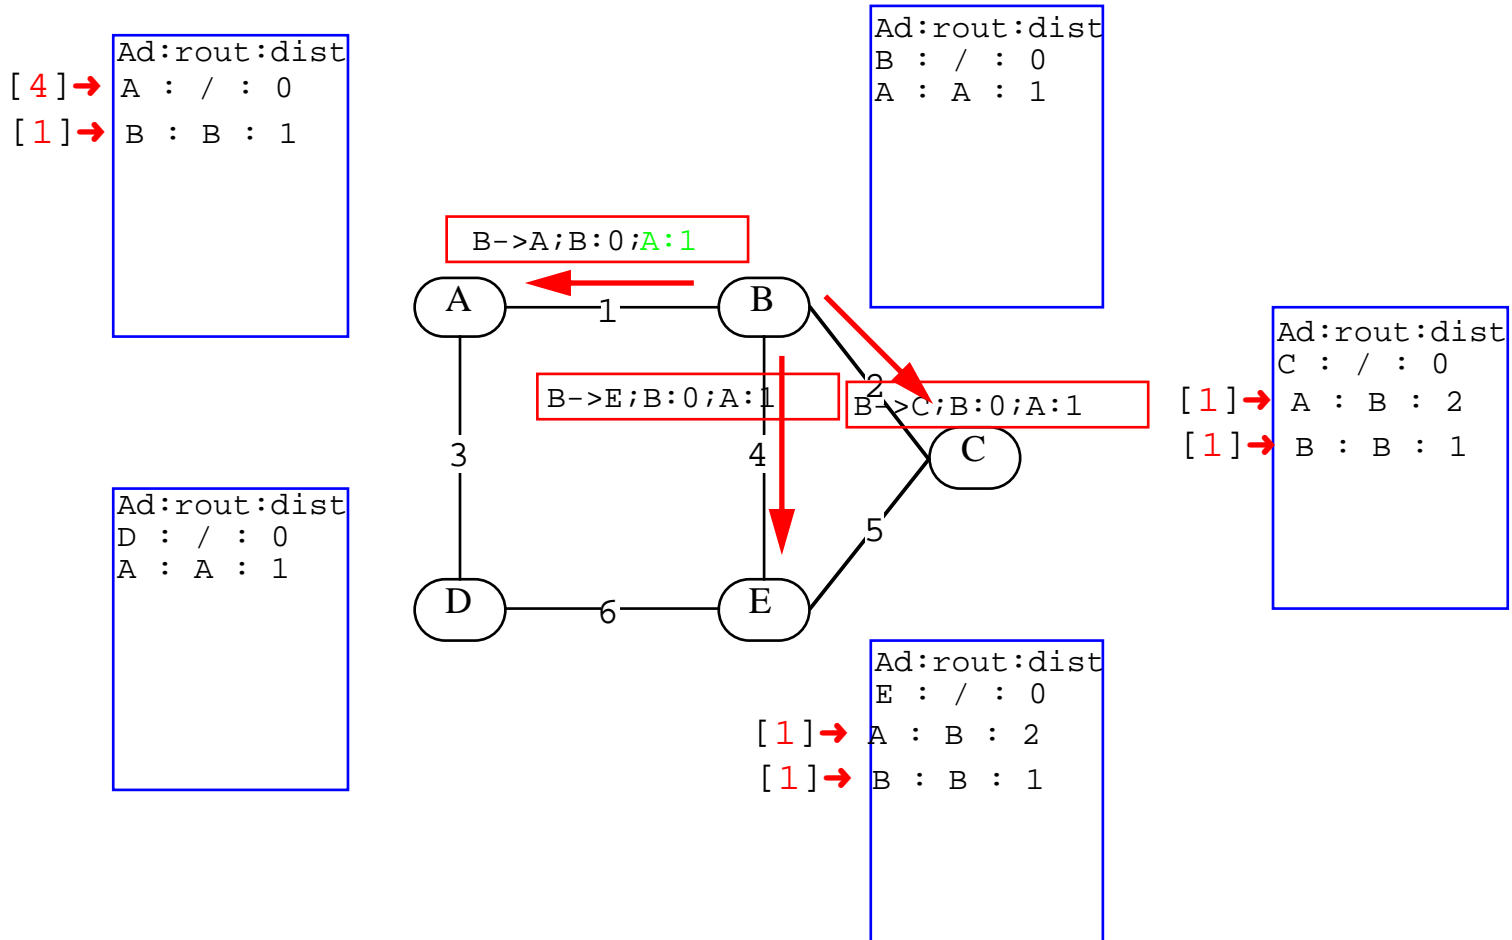 Ad:rout:dist
[4]➜ A : / : 0
[1]➜ B : B : 1
Ad:rout:dist
B : / : 0
A : A : 1
B->A;B:0;A:1
A
1
B
B->E;B:0;A:1
2
B->C;B:0;A:1
3
4
C
5
Ad:rout:dist
C : / : 0
[1]➜ A : B : 2
[1]➜ B : B : 1
Ad:rout:dist
D : / : 0
A : A : 1
D
6
E
Ad:rout:dist
E : / : 0
[1]➜ A : B : 2
[1]➜ B : B : 1